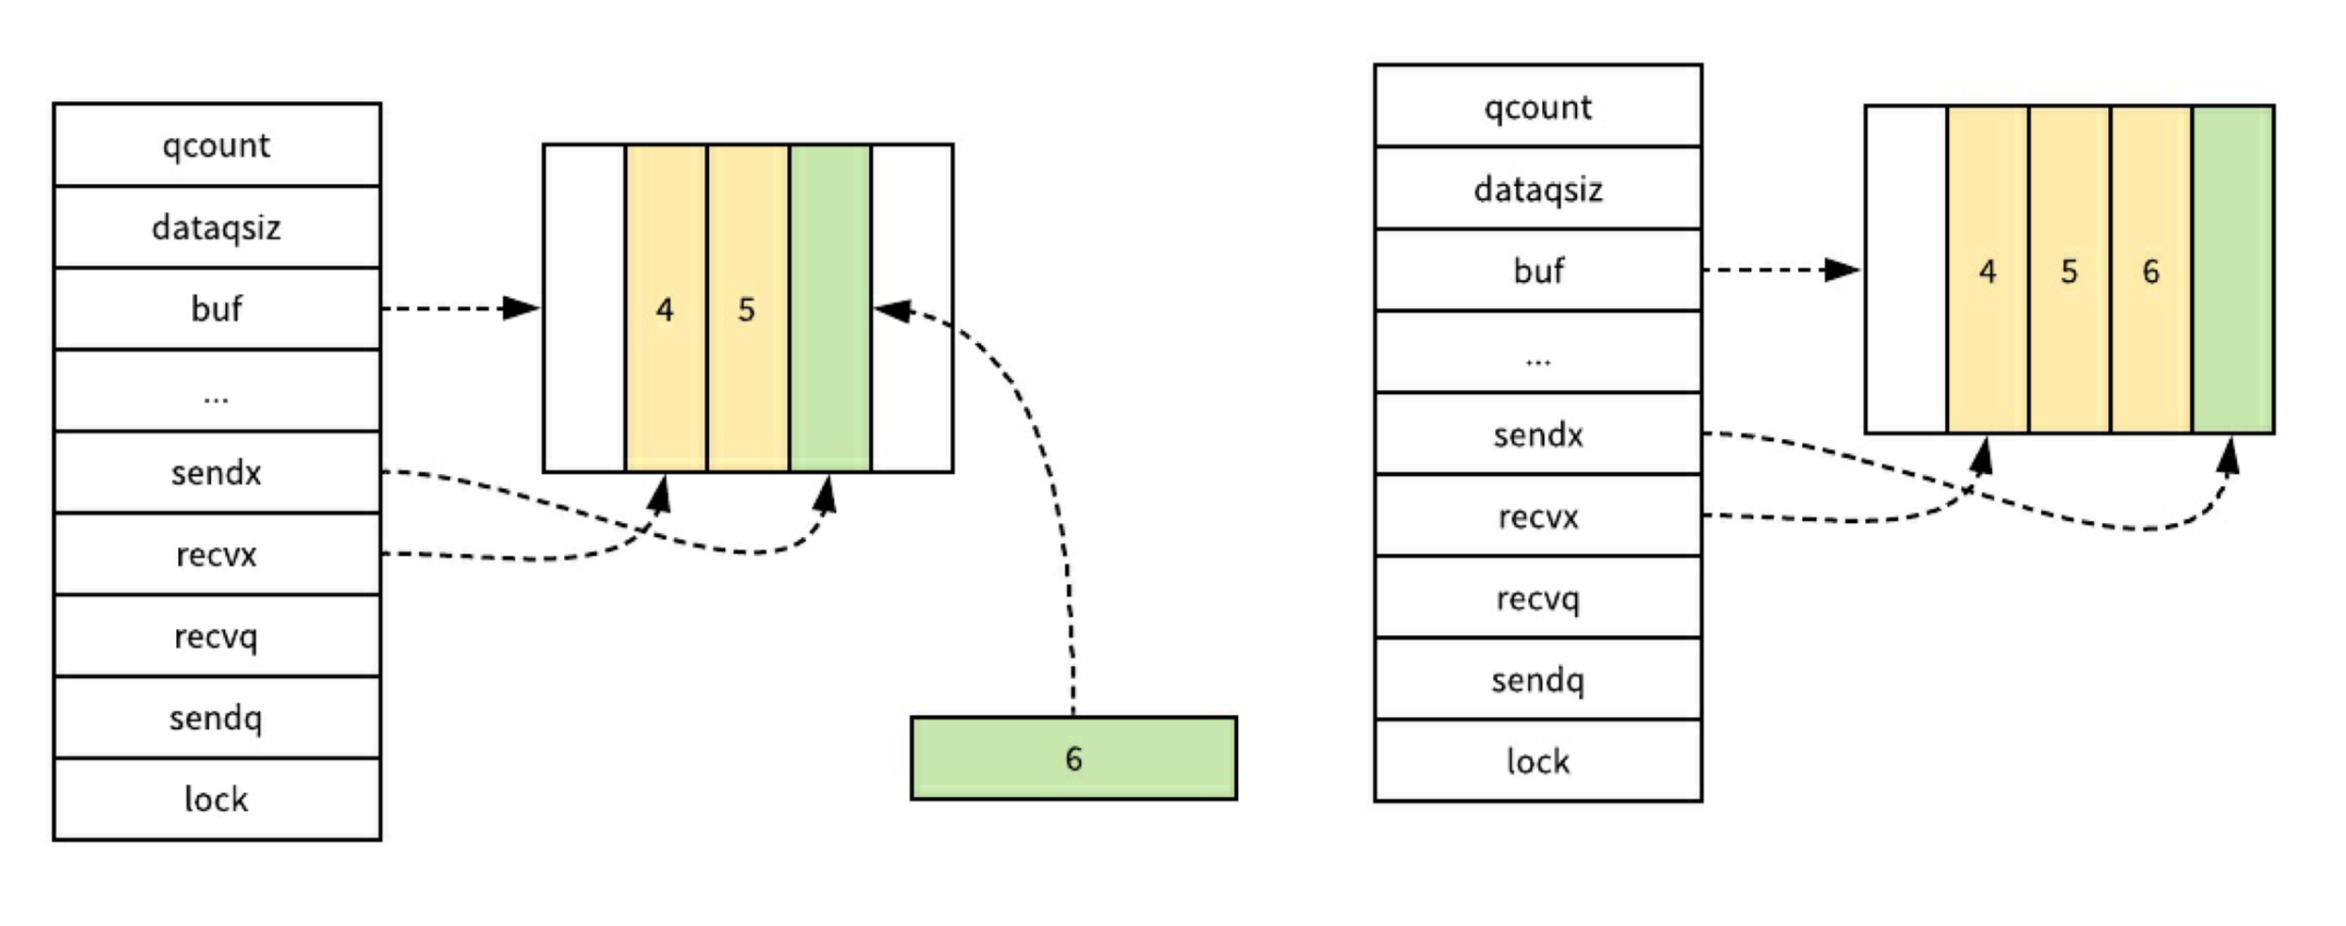 qcount
dataqsiz
buf
...
sendx
recvx
recvq
sendq
lock
4 5
6
qcount
dataqsiz
buf
...
sendx
recvx
recvq
sendq
lock
4 5 6